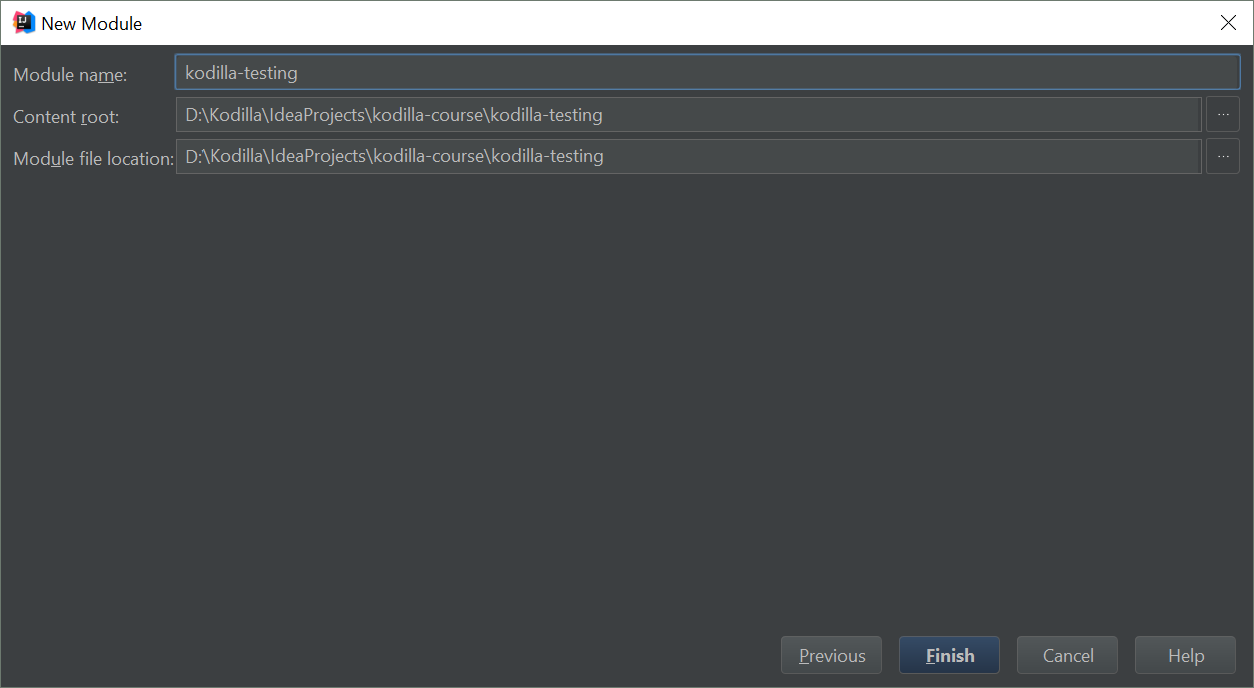 New Module
Module name: kodilla-testing
Content root: D:\Kodilla\IdeaProjects\kodilla-course\kodilla-testing ...
Module file location: D:\Kodilla\IdeaProjects\kodilla-course\kodilla-testing ...
Previous Finish Cancel Help